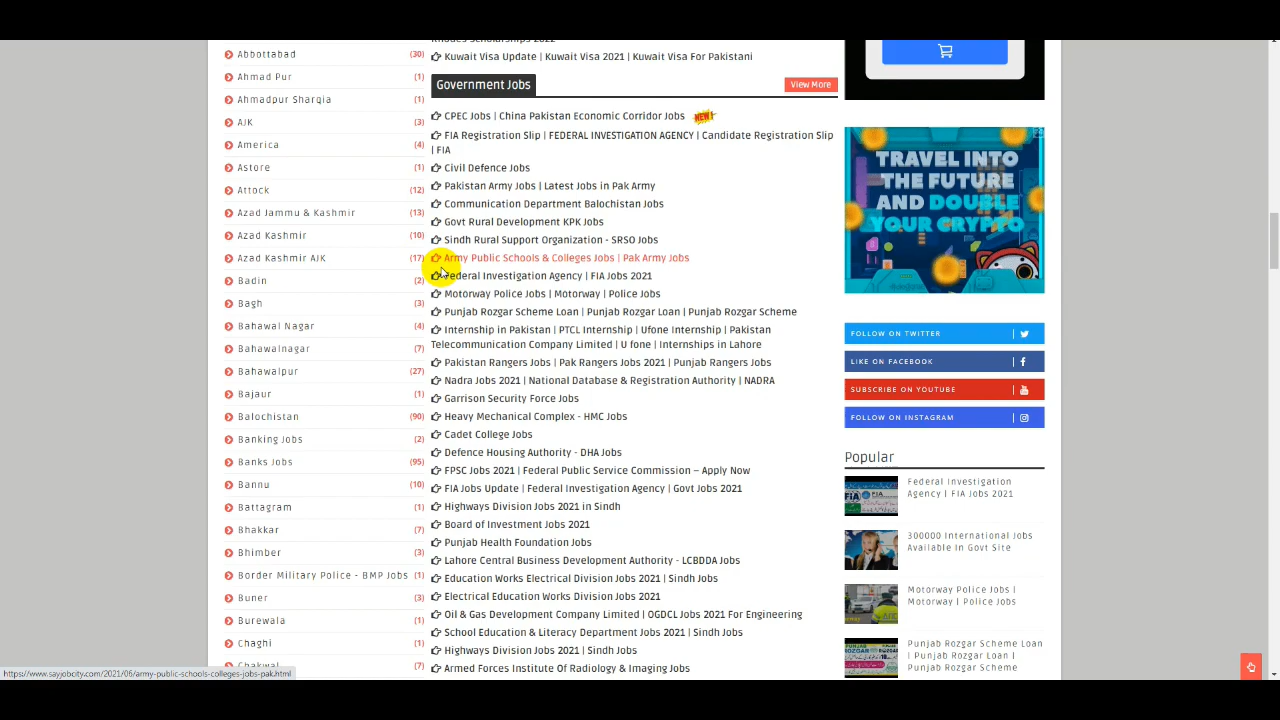 Abbottabad (30)
Ahmad Pur (1)
Ahmadpur Sharqia (1)
AJK (3)
America (4)
Astore (1)
Attock (12)
Azad Jammu & Kashmir (13)
Azad Kashmir (10)
Azad Kashmir AJK (17)
Badin (2)
Bagh (3)
Bahawal Nagar (4)
Bahawalnagar (7)
Bahawalpur (27)
Bajaur (1)
Balochistan (90)
Banking Jobs (2)
Banks Jobs (95)
Bannu (10)
Battagram (1)
Bhakkar (7)
Bhimber (3)
Border Military Police - BMP Jobs (1)
Buner (3)
Burewala (1)
Chaghi (1)
Chakwal (7)
Rhodes Scholarships 2022
Kuwait Visa Update | Kuwait Visa 2021 | Kuwait Visa For Pakistani
Government Jobs View More
CPEC Jobs | China Pakistan Economic Corridor Jobs NEW!
FIA Registration Slip | FEDERAL INVESTIGATION AGENCY | Candidate Registration Slip
| FIA
Civil Defence Jobs
Pakistan Army Jobs | Latest Jobs in Pak Army
Communication Department Balochistan Jobs
Govt Rural Development KPK Jobs
Sindh Rural Support Organization - SRSO Jobs
Army Public Schools & Colleges Jobs | Pak Army Jobs
Federal Investigation Agency | FIA Jobs 2021
Motorway Police Jobs | Motorway | Police Jobs
Punjab Rozgar Scheme Loan | Punjab Rozgar Loan | Punjab Rozgar Scheme
Internship in Pakistan | PTCL Internship | Ufone Internship | Pakistan
Telecommunication Company Limited | U fone | Internships in Lahore
Pakistan Rangers Jobs | Pak Rangers Jobs 2021 | Punjab Rangers Jobs
Nadra Jobs 2021 | National Database & Registration Authority | NADRA
Garrison Security Force Jobs
Heavy Mechanical Complex - HMC Jobs
Cadet College Jobs
Defence Housing Authority - DHA Jobs
FPSC Jobs 2021 | Federal Public Service Commission – Apply Now
FIA Jobs Update | Federal Investigation Agency | Govt Jobs 2021
Highways Division Jobs 2021 in Sindh
Board of Investment Jobs 2021
Punjab Health Foundation Jobs
Lahore Central Business Development Authority - LCBDDA Jobs
Education Works Electrical Division Jobs 2021 | Sindh Jobs
Electrical Education Works Division Jobs 2021
Oil & Gas Development Company Limited | OGDCL Jobs 2021 For Engineering
School Education & Literacy Department Jobs 2021 | Sindh Jobs
Highways Division Jobs 2021 | Sindh Jobs
Armed Forces Institute Of Radiology & Imaging Jobs
TRAVEL INTO
THE FUTURE
AND DOUBLE
YOUR CRYPTO
FOLLOW ON TWITTER
LIKE ON FACEBOOK
SUBSCRIBE ON YOUTUBE
FOLLOW ON INSTAGRAM
Popular
Federal Investigation
Agency | FIA Jobs 2021
300000 International Jobs
Available In Govt Site
Motorway Police Jobs |
Motorway | Police Jobs
Punjab Rozgar Scheme Loan
| Punjab Rozgar Loan |
Punjab Rozgar Scheme
https://www.sayjobcity.com/2021/06/army-public-schools-colleges-jobs-pak.html